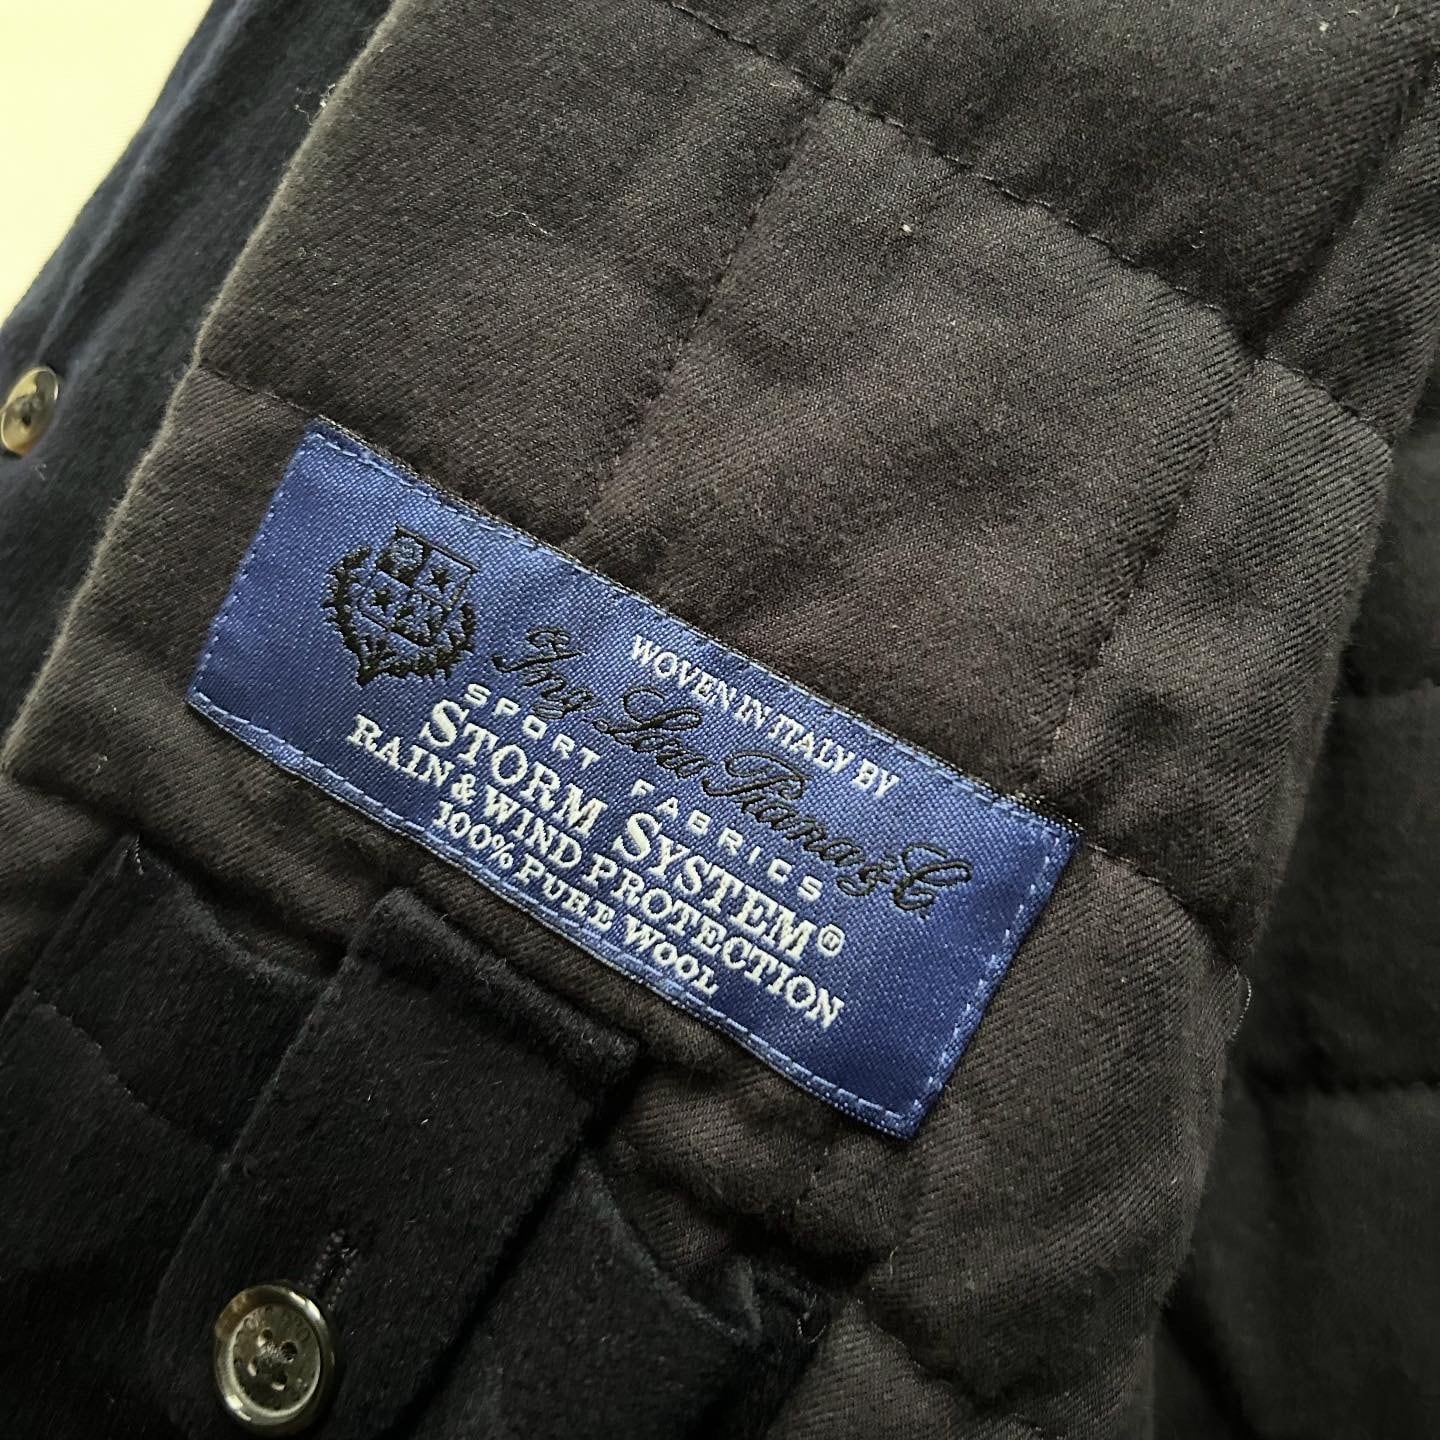 WOVEN IN ITALY BY
Ing. Loro Piana & C.
SPORT FABRICS
STORM SYSTEM®
RAIN & WIND PROTECTION
100% PURE WOOL